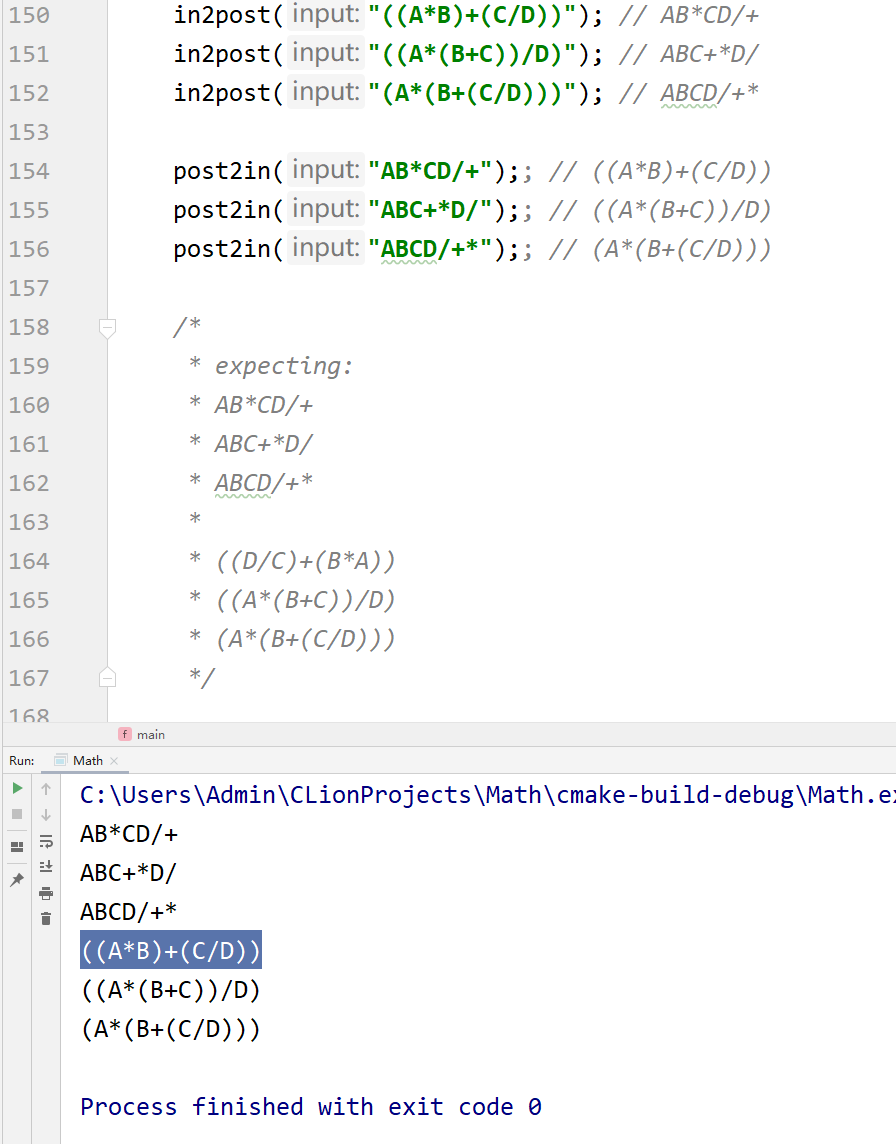 150 in2post( input: "((A*B)+(C/D))"); // AB*CD/+
151 in2post( input: "((A*(B+C))/D)"); // ABC+*D/
152 in2post( input: "(A*(B+(C/D)))"); // ABCD/+*
153
154 post2in( input: "AB*CD/+");; // ((A*B)+(C/D))
155 post2in( input: "ABC+*D/");; // ((A*(B+C))/D)
156 post2in( input: "ABCD/+*");; // (A*(B+(C/D)))
157
158 /*
159 * expecting:
160 * AB*CD/+
161 * ABC+*D/
162 * ABCD/+*
163 *
164 * ((D/C)+(B*A))
165 * ((A*(B+C))/D)
166 * (A*(B+(C/D)))
167 */
168
f main
Run: Math
C:\Users\Admin\CLionProjects\Math\cmake-build-debug\Math.ex
AB*CD/+
ABC+*D/
ABCD/+*
((A*B)+(C/D))
((A*(B+C))/D)
(A*(B+(C/D)))
Process finished with exit code 0